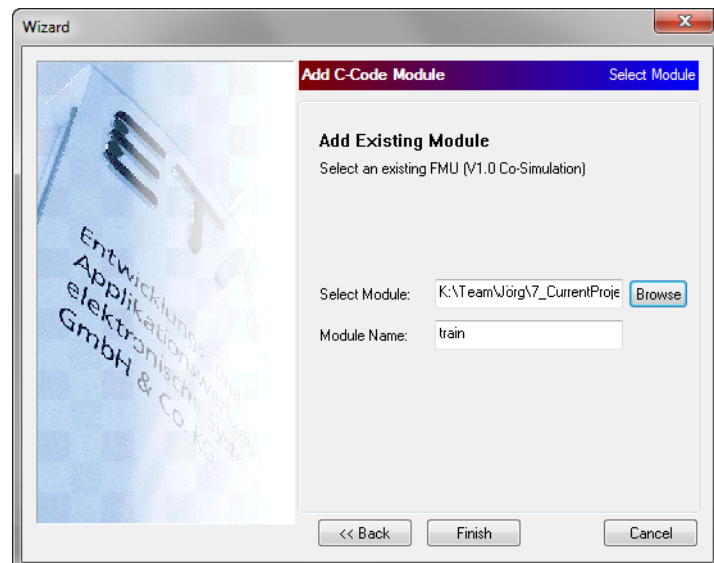 Wizard
Add C-Code Module
Select Module
Add Existing Module
Select an existing FMU (V1.0 Co-Simulation)
Select Module:
K:\Team\Jörg\7_CurrentProje
Browse
Module Name:
train
ET
Entwicklungs- und
Applikationswerkzeuge
elektronische Systeme
GmbH & Co. KG
<< Back
Finish
Cancel